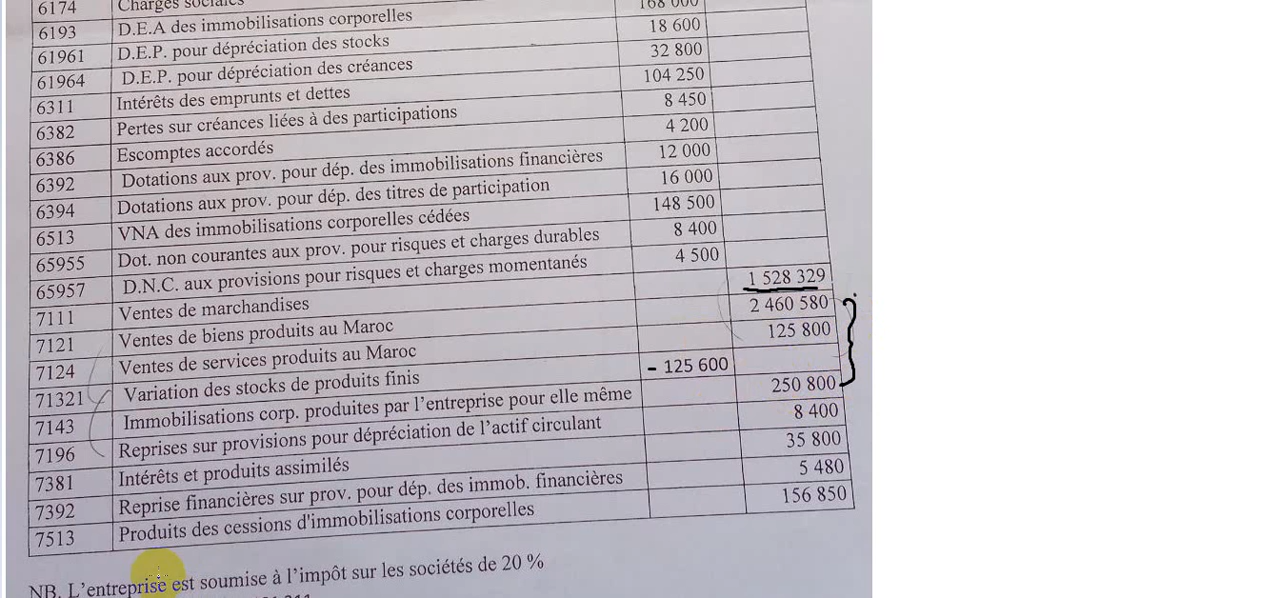 6174 Charges sociales
6193 D.E.A des immobilisations corporelles 168 000
61961 D.E.P. pour dépréciation des stocks 18 600
61964 D.E.P. pour dépréciation des créances 32 800
6311 Intérêts des emprunts et dettes 104 250
6382 Pertes sur créances liées à des participations 8 450
6386 Escomptes accordés 4 200
6392 Dotations aux prov. pour dép. des immobilisations financières 12 000
6394 Dotations aux prov. pour dép. des titres de participation 16 000
6513 VNA des immobilisations corporelles cédées 148 500
65955 Dot. non courantes aux prov. pour risques et charges durables 8 400
65957 D.N.C. aux provisions pour risques et charges momentanés 4 500
7111 Ventes de marchandises 1 528 329
7121 Ventes de biens produits au Maroc 2 460 580
7124 Ventes de services produits au Maroc 125 800
71321 Variation des stocks de produits finis - 125 600
7143 Immobilisations corp. produites par l'entreprise pour elle même 250 800
7196 Reprises sur provisions pour dépréciation de l'actif circulant 8 400
7381 Intérêts et produits assimilés 35 800
7392 Reprise financières sur prov. pour dép. des immob. financières 5 480
7513 Produits des cessions d'immobilisations corporelles 156 850
NB. L'entreprise est soumise à l'impôt sur les sociétés de 20 %